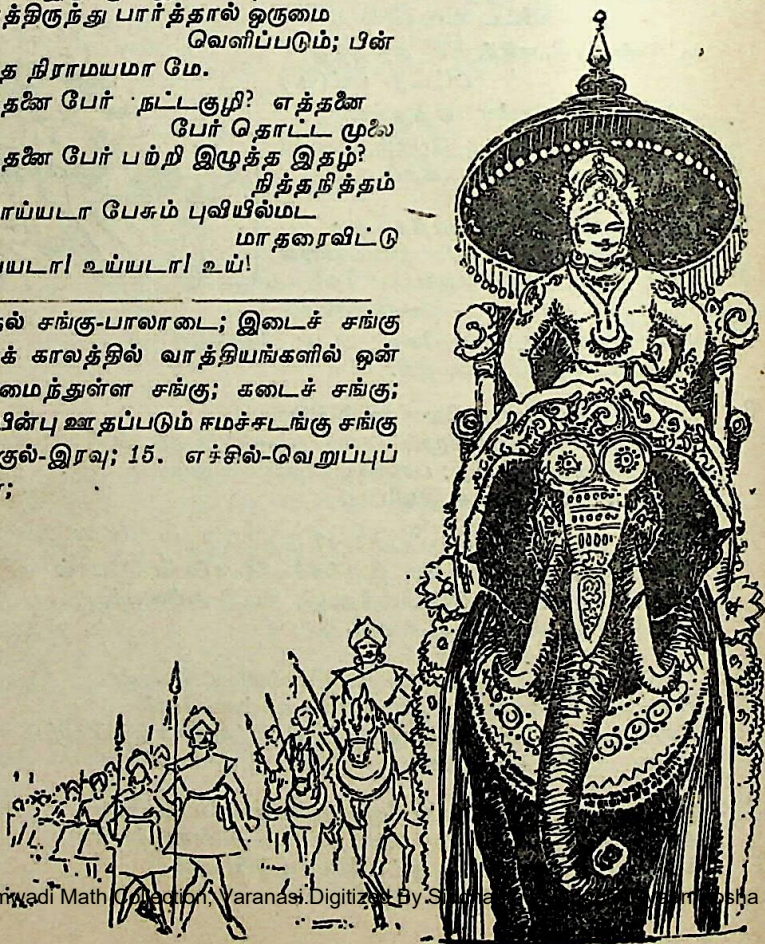 த்திருந்து பார்த்தால் ஒருமை
வெளிப்படும்; பின்
த நிராமயமா மே.
தனை பேர் நட்டகுழி? எத்தனை
பேர் தொட்ட முலை
தனை பேர் பற்றி இழுத்த இதழ்?
நித்தநித்தம்
ாய்யடா பேசும் புவியில்மட
மாதரைவிட்டு
ய்யடா! உய்யடா! உய்!
தல் சங்கு-பாலாடை; இடைச் சங்கு
க் காலத்தில் வாத்தியங்களில் ஒன்
மைந்துள்ள சங்கு; கடைச் சங்கு;
பின்பு ஊதப்படும் ஈமச்சடங்கு சங்கு
குல்-இரவு; 15. எச்சில்-வெறுப்புப்
;
mwadi Math Collection, Varanasi.Digitized By